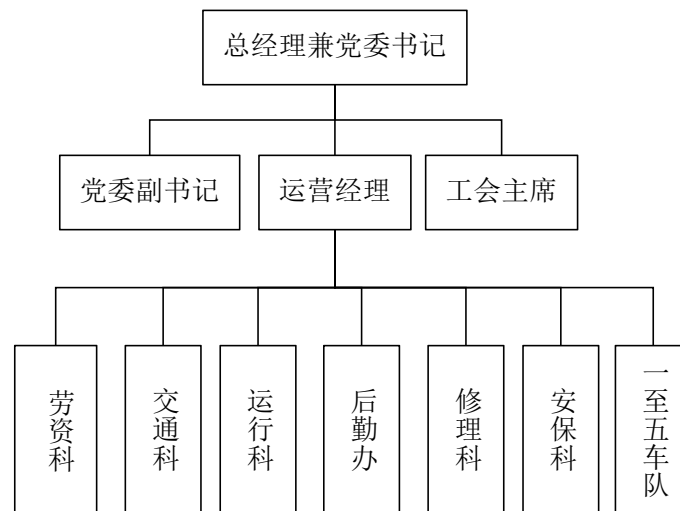 总经理兼党委书记
党委副书记
运营经理
工会主席
劳资科
交通科
运行科
后勤办
修理科
安保科
一至五车队